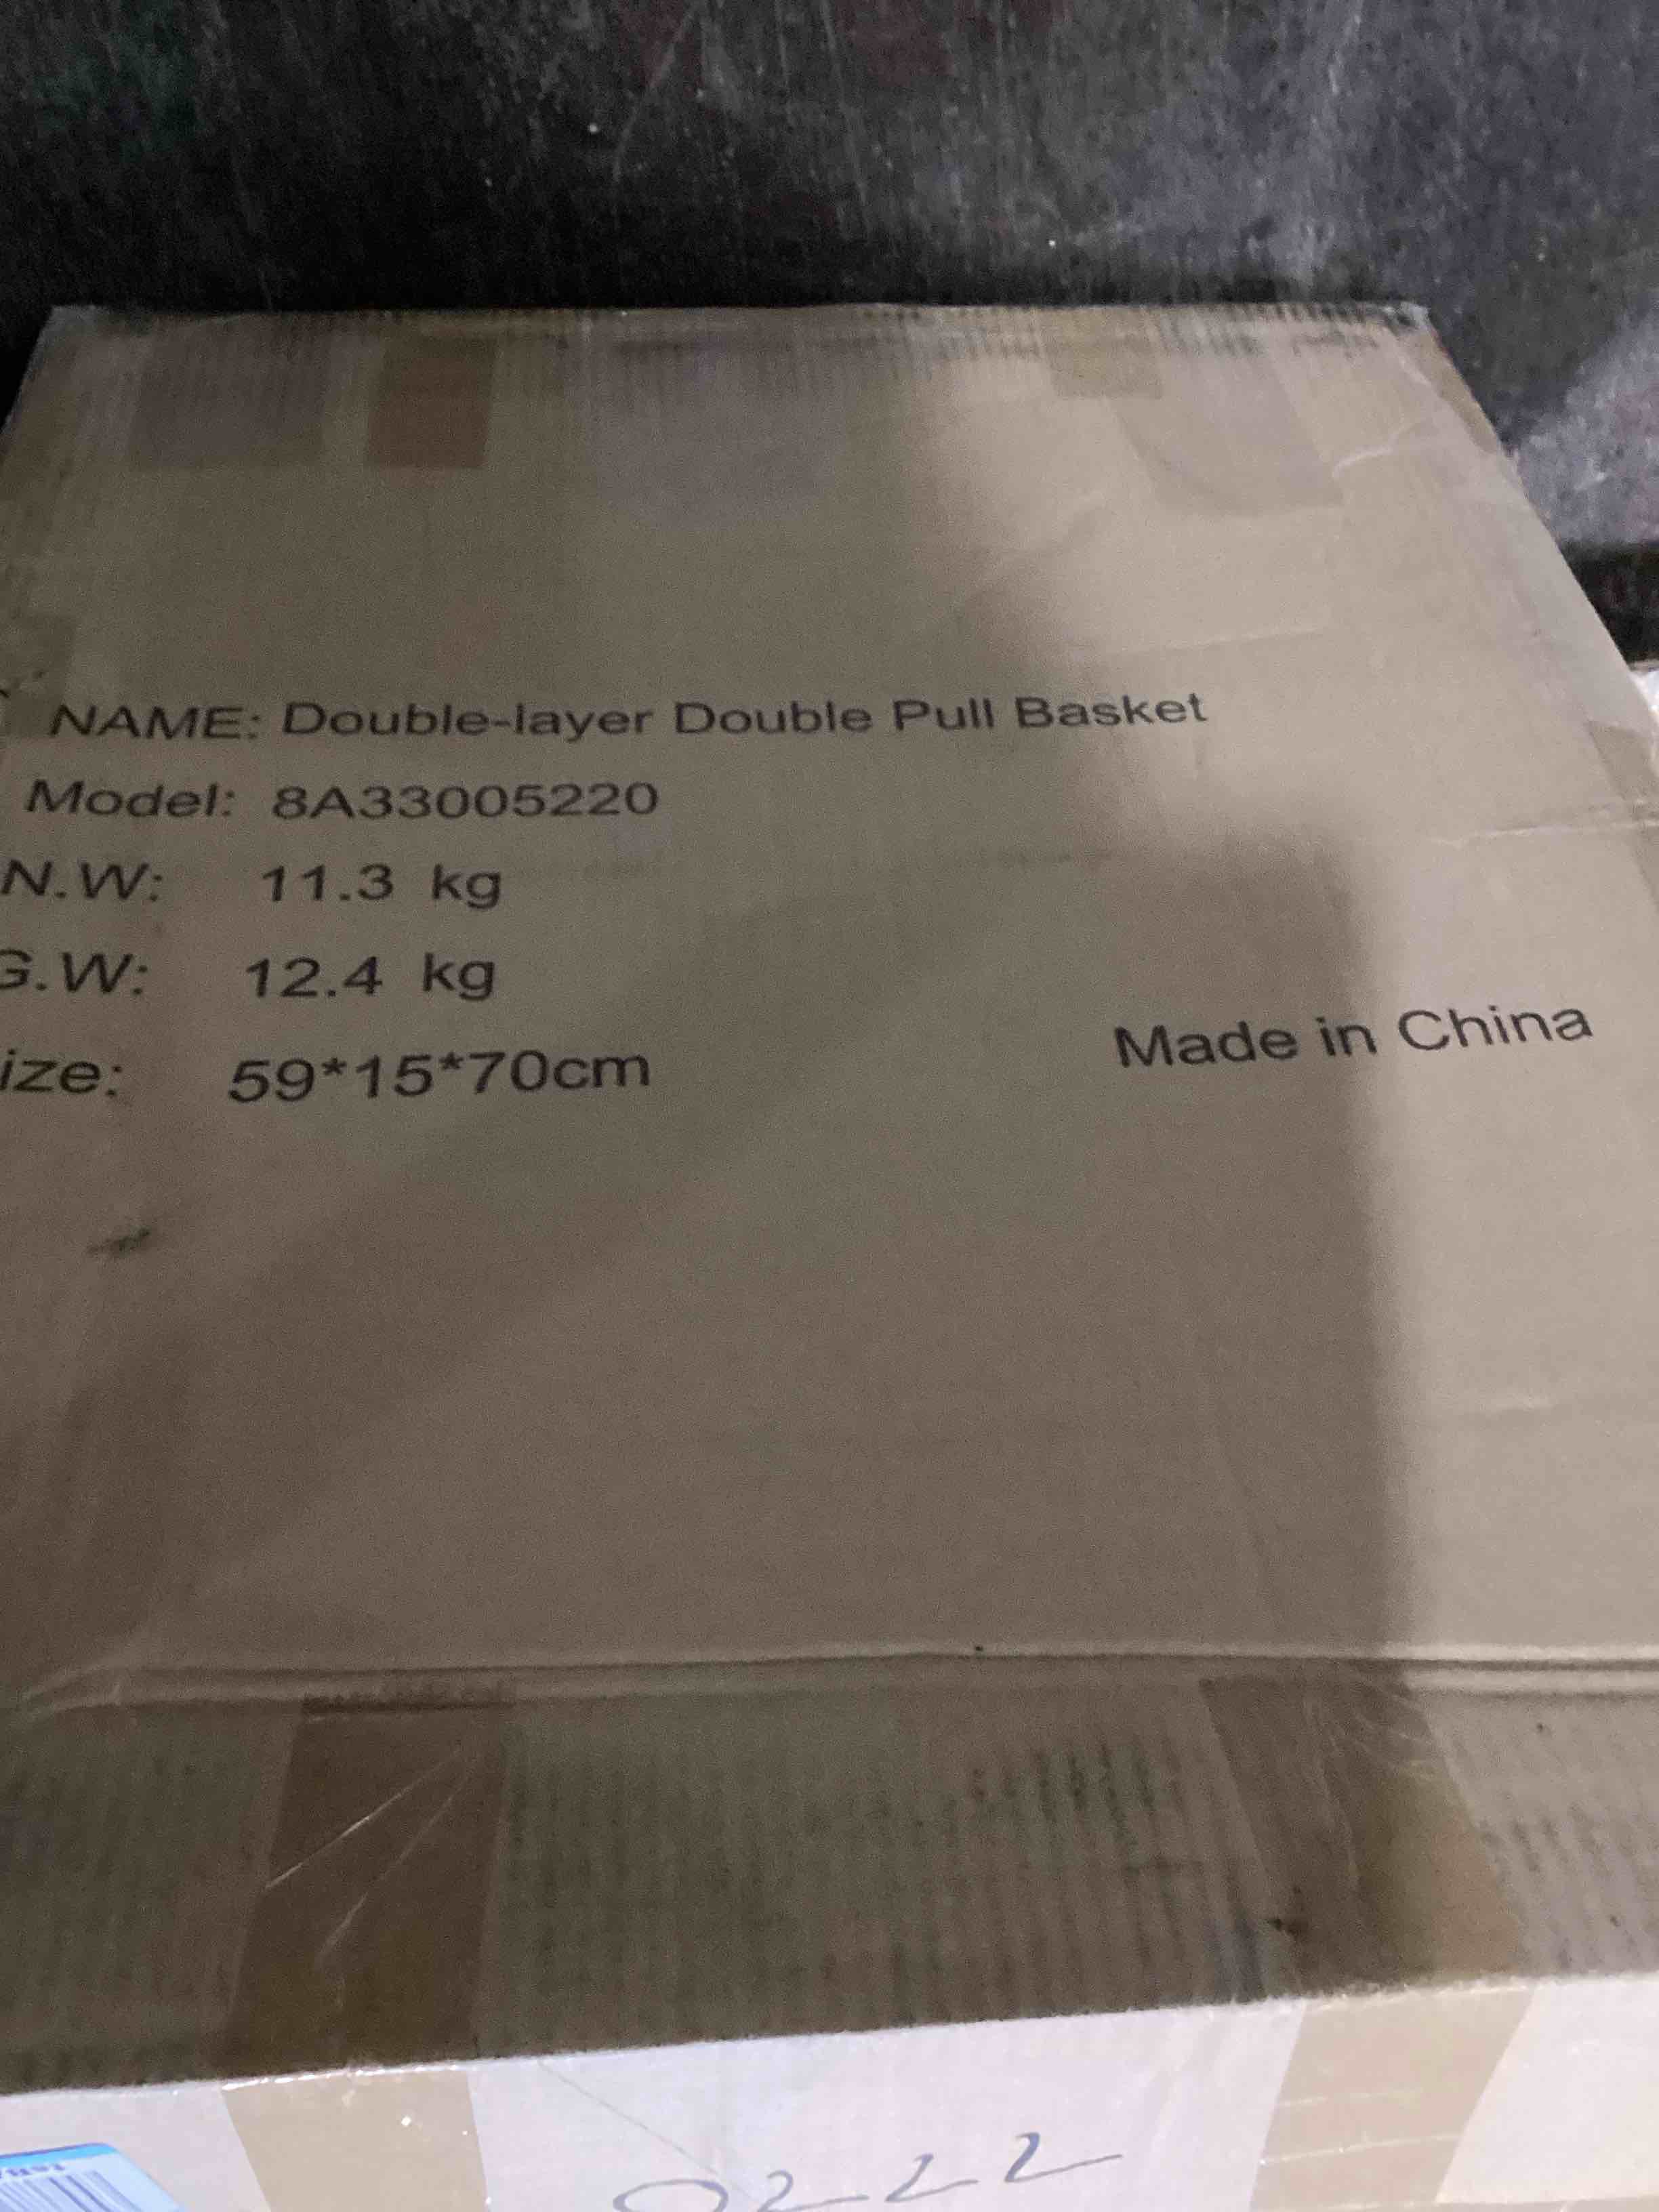 NAME: Double-layer Double Pull Basket
Model: 8A33005220
N.W: 11.3 kg
G.W: 12.4 kg
ize: 59*15*70cm
Made in China